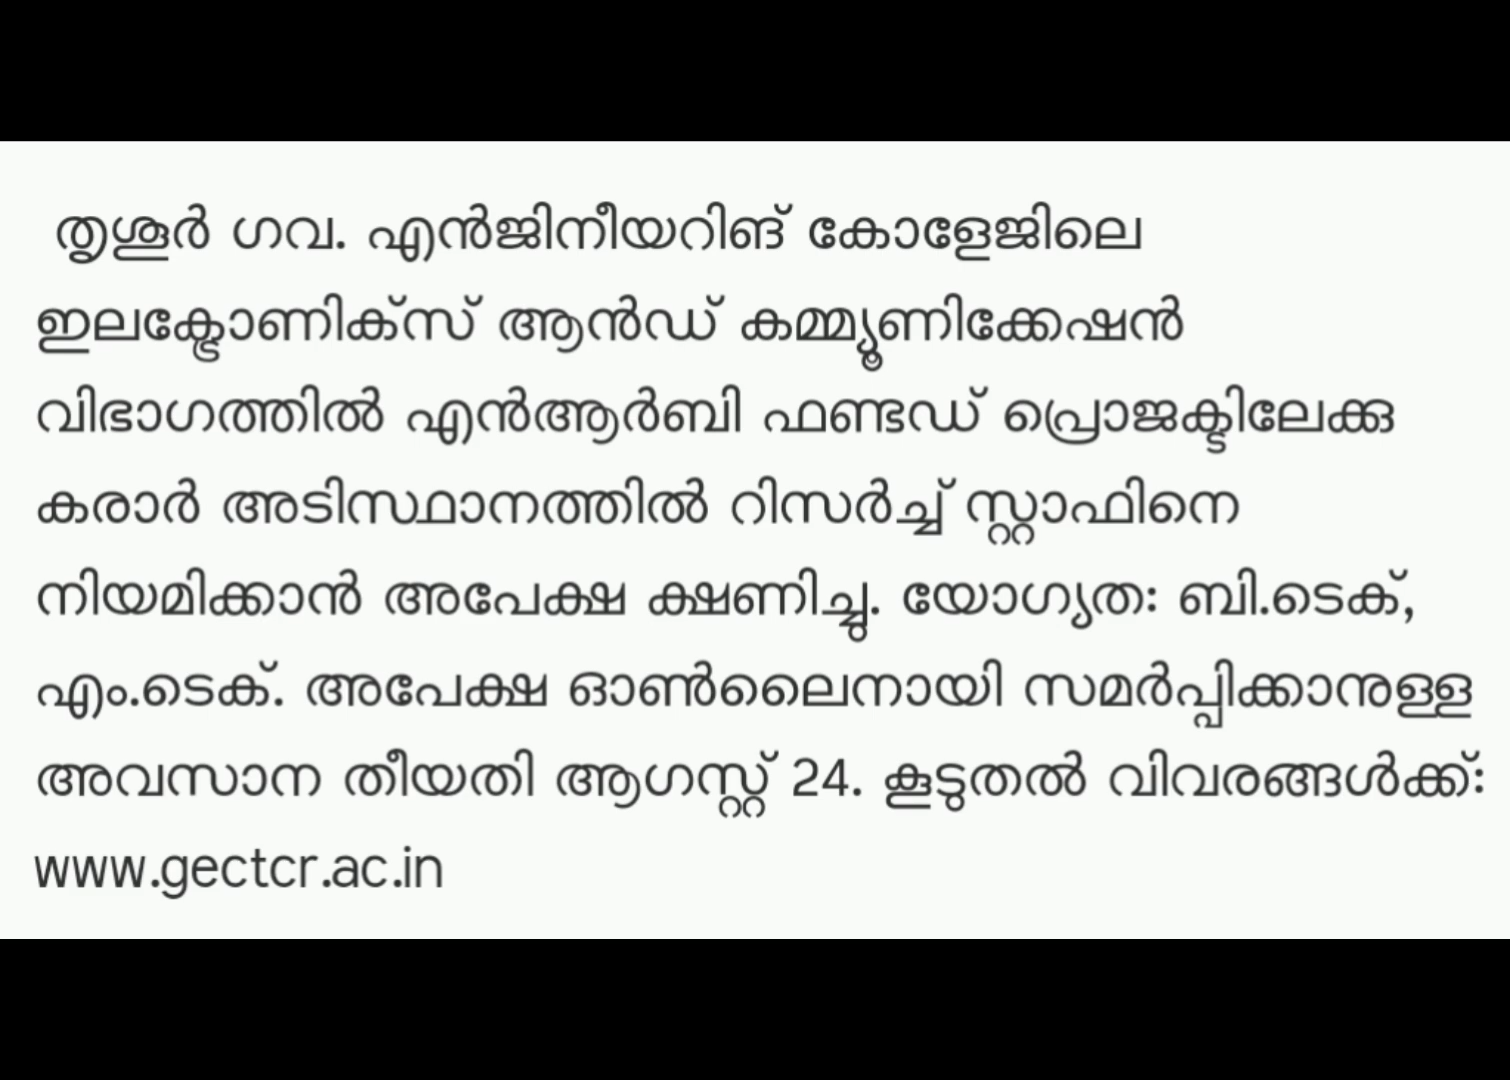 തൃശൂർ ഗവ. എൻജിനീയറിങ് കോളേജിലെ
ഇലക്ട്രോണിക്സ് ആൻഡ് കമ്മ്യൂണിക്കേഷൻ
വിഭാഗത്തിൽ എൻആർബി ഫണ്ടഡ് പ്രൊജക്ടിലേക്കു
കരാർ അടിസ്ഥാനത്തിൽ റിസർച്ച് സ്റ്റാഫിനെ
നിയമിക്കാൻ അപേക്ഷ ക്ഷണിച്ചു. യോഗ്യത: ബി.ടെക്,
എം.ടെക്. അപേക്ഷ ഓൺലൈനായി സമർപ്പിക്കാനുള്ള
അവസാന തീയതി ആഗസ്റ്റ് 24. കൂടുതൽ വിവരങ്ങൾക്ക്:
www.gectcr.ac.in